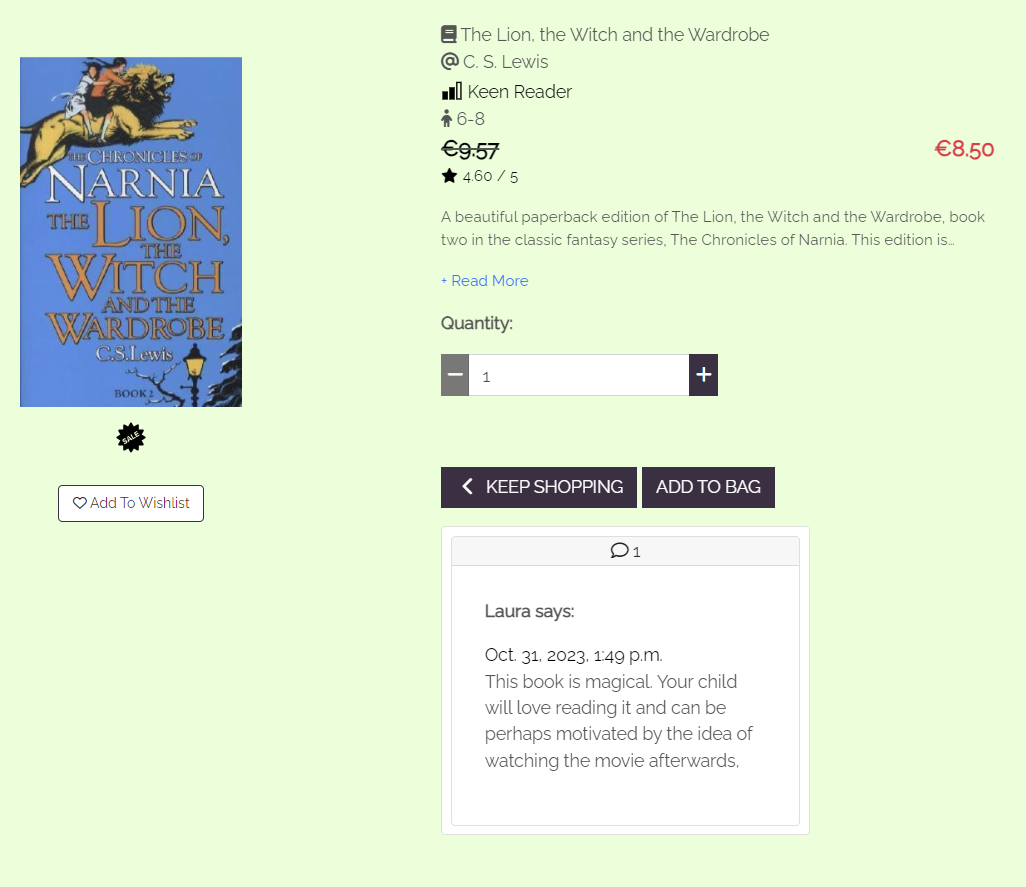 THE CHRONICLES OF
NARNIA
THE LION,
THE
WITCH
AND THE
WARDROBE
C.S.Lewis
BOOK 2
SALE
Add To Wishlist
The Lion, the Witch and the Wardrobe
C. S. Lewis
Keen Reader
6-8
€9.57 €8.50
4.60 / 5
A beautiful paperback edition of The Lion, the Witch and the Wardrobe, book
two in the classic fantasy series, The Chronicles of Narnia. This edition is…
+ Read More
Quantity:
1
KEEP SHOPPING ADD TO BAG
1
Laura says:
Oct. 31, 2023, 1:49 p.m.
This book is magical. Your child
will love reading it and can be
perhaps motivated by the idea of
watching the movie afterwards,